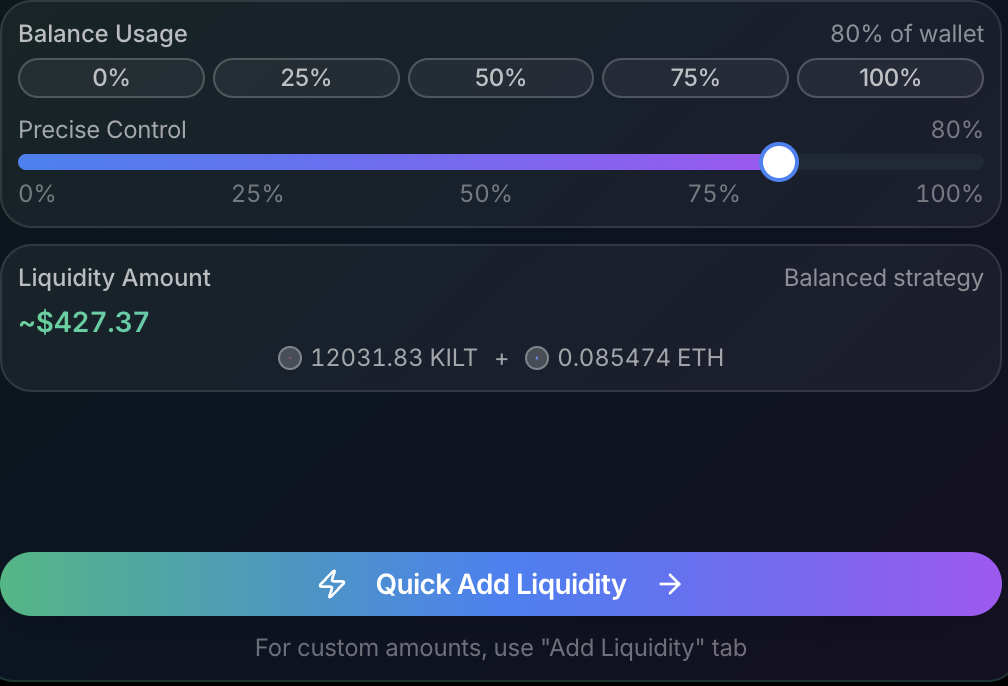 Balance Usage 80% of wallet
0% 25% 50% 75% 100%
Precise Control 80%
0% 25% 50% 75% 100%
Liquidity Amount Balanced strategy
~$427.37
12031.83 KILT + 0.085474 ETH
Quick Add Liquidity →
For custom amounts, use "Add Liquidity" tab